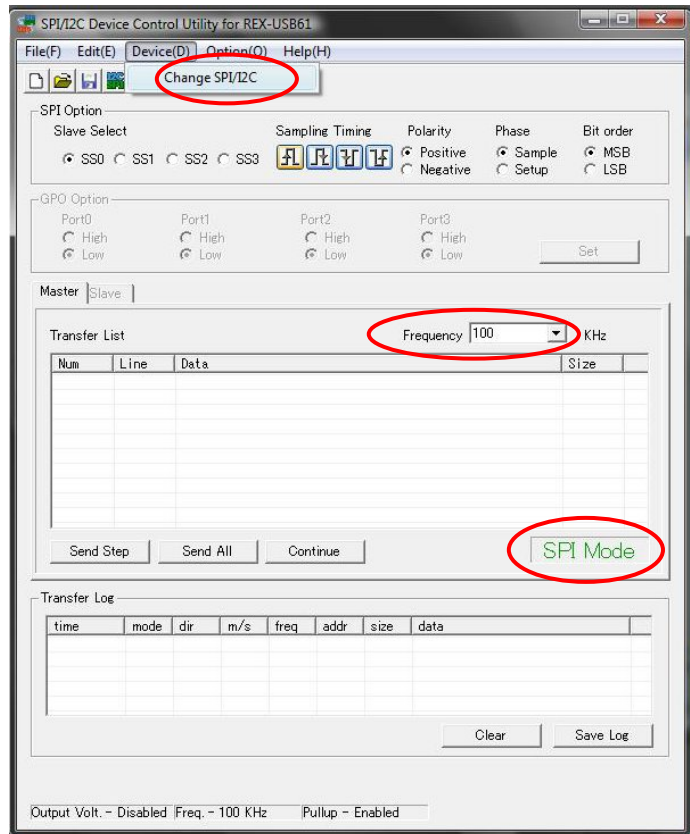 SPI/I2C Device Control Utility for REX-USB61
File(F) Edit(E) Device(D) Option(O) Help(H)
Change SPI/I2C
SPI Option
Slave Select Sampling Timing Polarity Phase Bit order
SS0 SS1 SS2 SS3 Positive Sample MSB
Negative Setup LSB
GPO Option
Port0 Port1 Port2 Port3
High High High High
Low Low Low Low Set
Master Slave
Transfer List Frequency 100 KHz
Num Line Data Size
Send Step Send All Continue SPI Mode
Transfer Log
time mode dir m/s freq addr size data
Clear Save Log
Output Volt. - Disabled Freq. - 100 KHz Pullup - Enabled